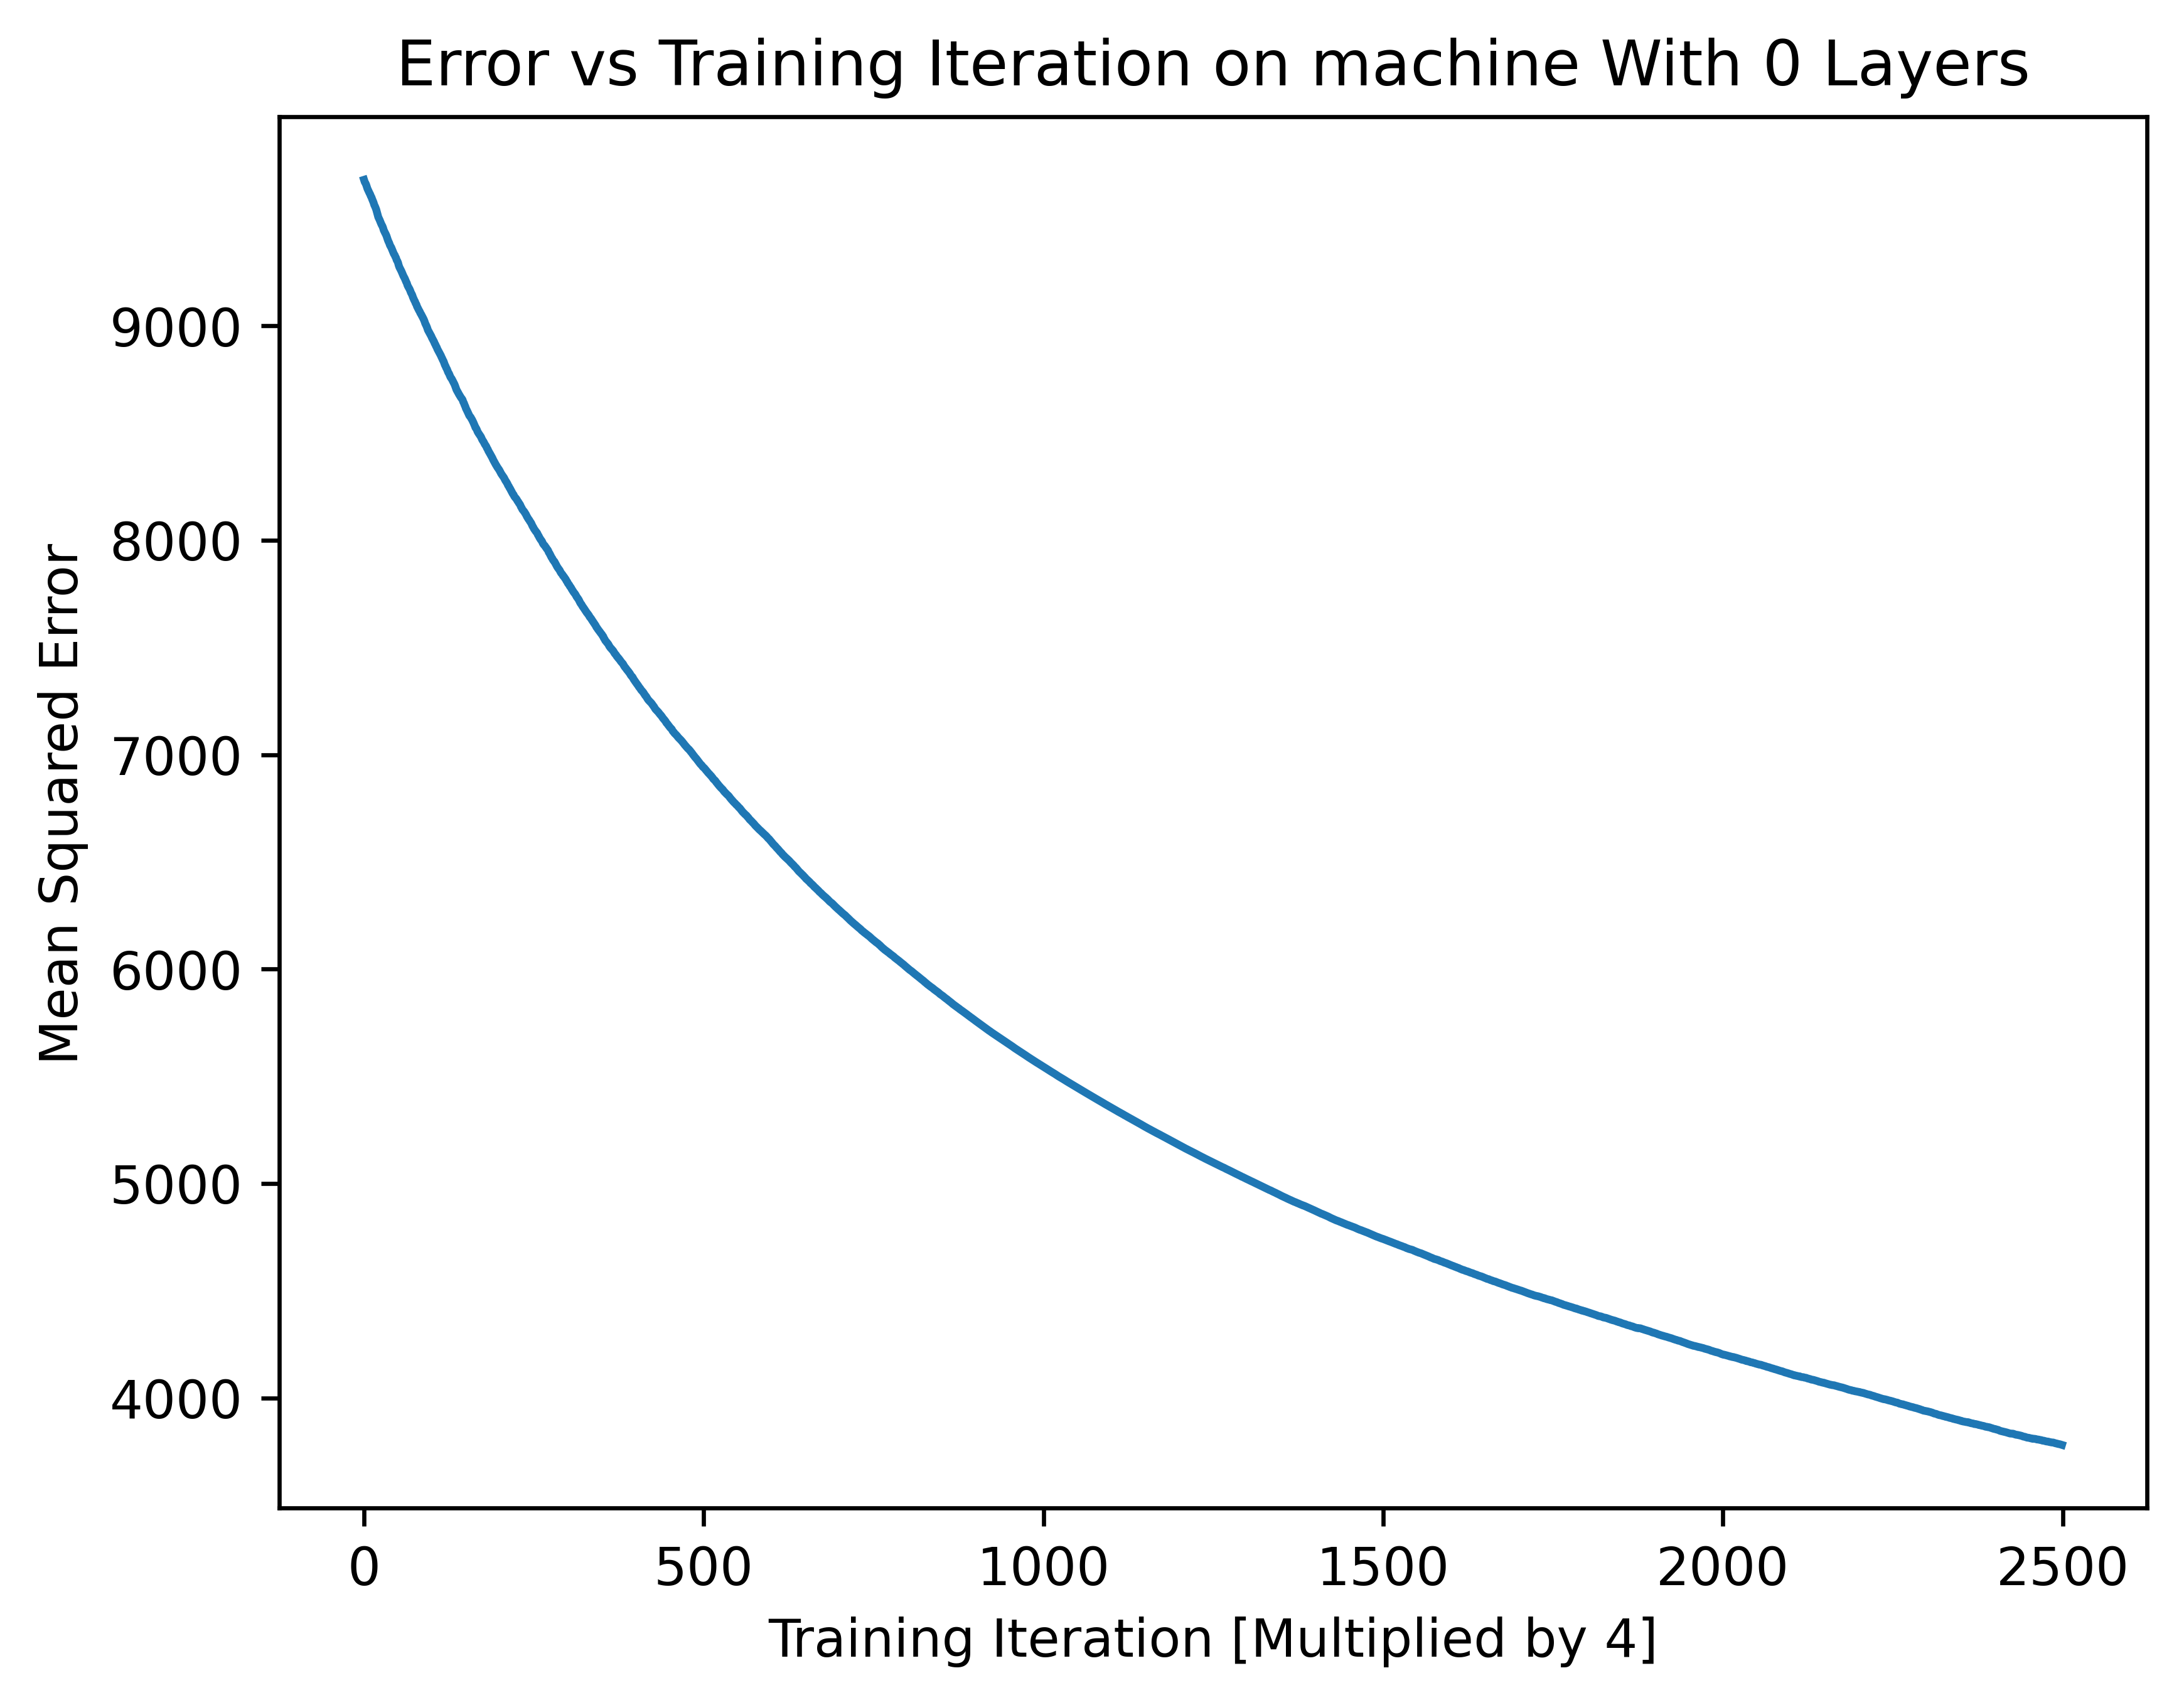 Error vs Training Iteration on machine With 0 Layers
Mean Squared Error
9000
8000
7000
6000
5000
4000
0 500 1000 1500 2000 2500
Training Iteration [Multiplied by 4]